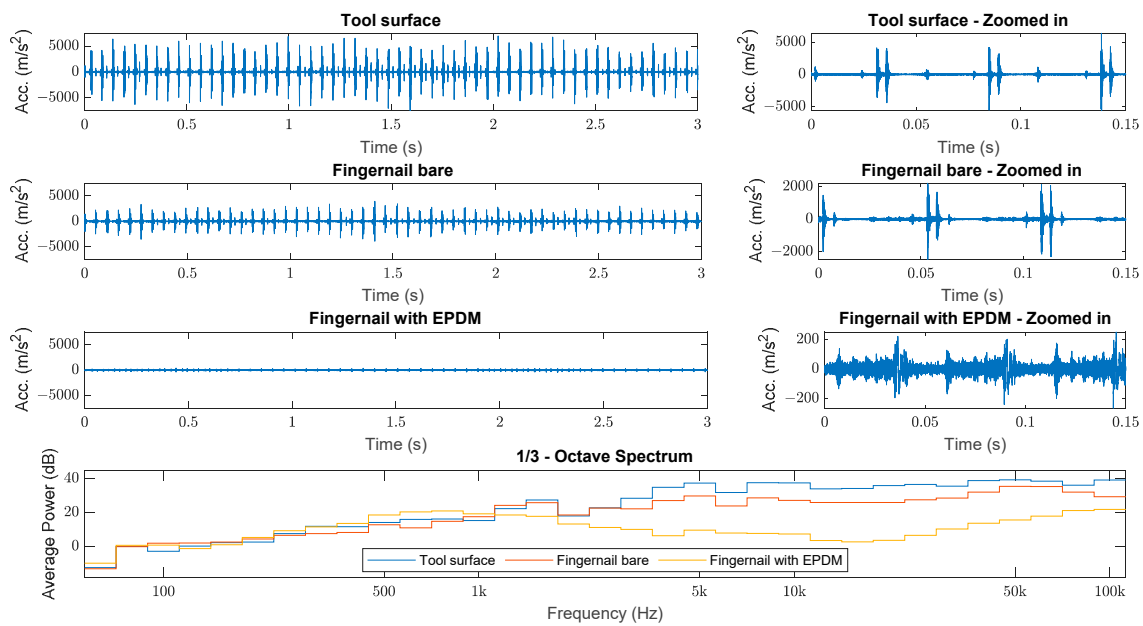 Tool surface
Acc. (m/s²)
5000
0
−5000
0 0.5 1 1.5 2 2.5 3
Time (s)
Tool surface - Zoomed in
Acc. (m/s²)
5000
0
−5000
0 0.05 0.1 0.15
Time (s)
Fingernail bare
Acc. (m/s²)
5000
0
−5000
0 0.5 1 1.5 2 2.5 3
Time (s)
Fingernail bare - Zoomed in
Acc. (m/s²)
2000
0
−2000
0 0.05 0.1 0.15
Time (s)
Fingernail with EPDM
Acc. (m/s²)
5000
0
−5000
0 0.5 1 1.5 2 2.5 3
Time (s)
Fingernail with EPDM - Zoomed in
Acc. (m/s²)
200
0
−200
0 0.05 0.1 0.15
Time (s)
1/3 - Octave Spectrum
Average Power (dB)
40
20
0
Tool surface Fingernail bare Fingernail with EPDM
100 500 1k 5k 10k 50k 100k
Frequency (Hz)